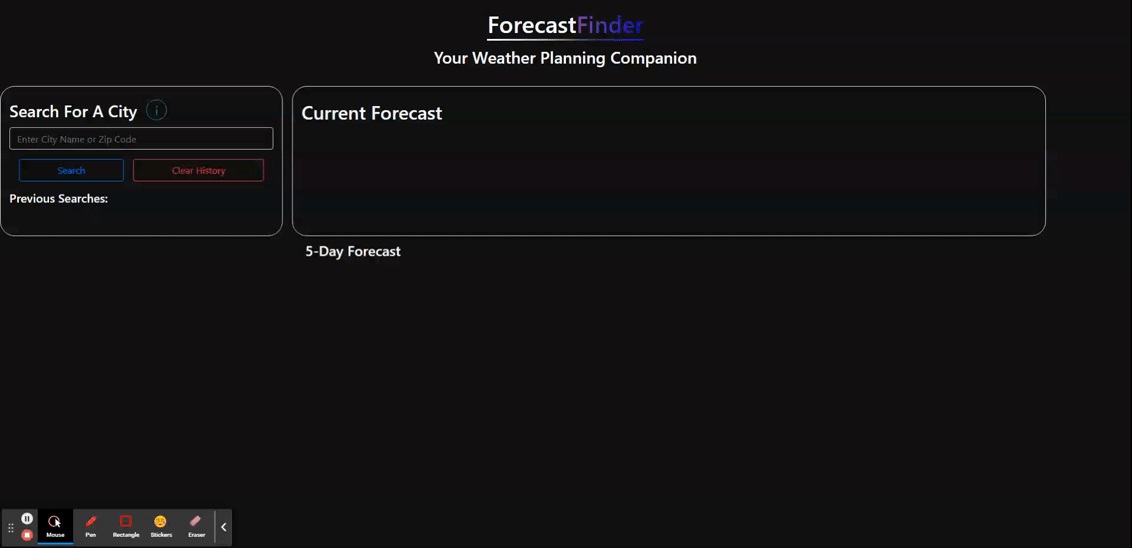 ForecastFinder
Your Weather Planning Companion
Search For A City
Enter City Name or Zip Code
Search Clear History
Previous Searches:
Current Forecast
5-Day Forecast
Mouse Pen Rectangle Stickers Eraser